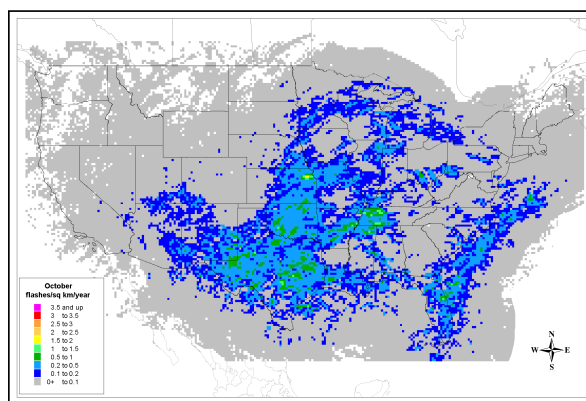 October
flashes/sq km/year
3.5 and up
3 to 3.5
2.5 to 3
2 to 2.5
1.5 to 2
1 to 1.5
0.5 to 1
0.2 to 0.5
0.1 to 0.2
0+ to 0.1
N
W E
S